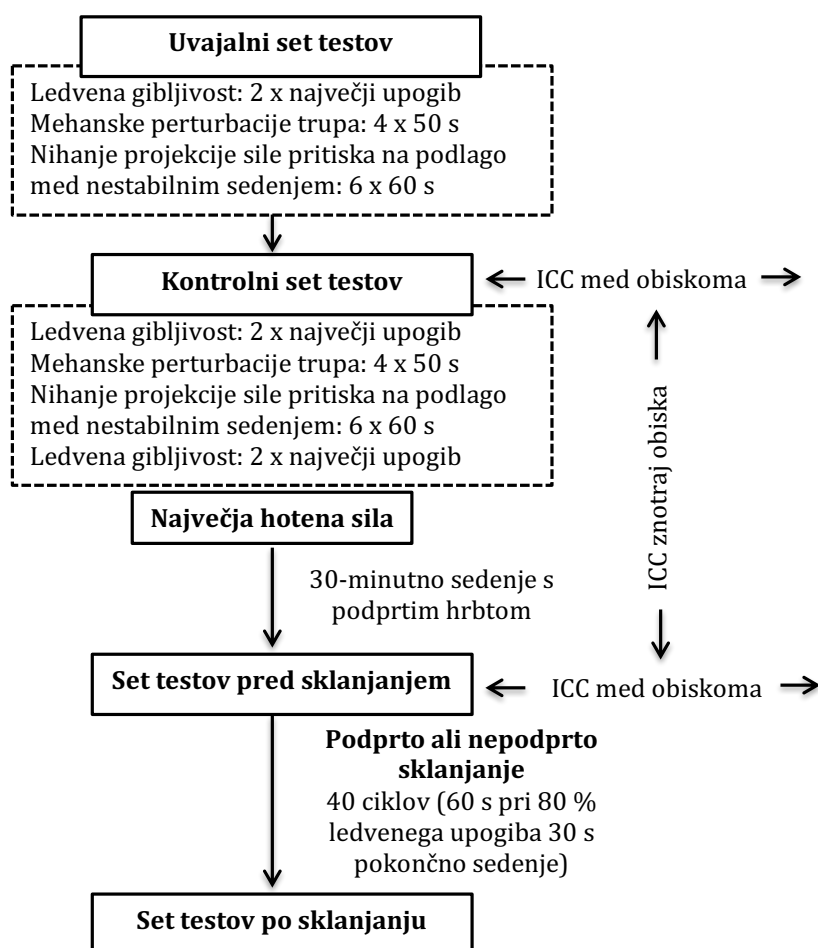 Uvajalni set testov
Ledvena gibljivost: 2 x največji upogib
Mehanske perturbacije trupa: 4 x 50 s
Nihanje projekcije sile pritiska na podlago
med nestabilnim sedenjem: 6 x 60 s
Kontrolni set testov
ICC med obiskoma
Ledvena gibljivost: 2 x največji upogib
Mehanske perturbacije trupa: 4 x 50 s
Nihanje projekcije sile pritiska na podlago
med nestabilnim sedenjem: 6 x 60 s
Ledvena gibljivost: 2 x največji upogib
ICC znotraj obiska
Največja hotena sila
30-minutno sedenje s
podprtim hrbtom
Set testov pred sklanjanjem
ICC med obiskoma
Podprto ali nepodprto
sklanjanje
40 ciklov (60 s pri 80 %
ledvenega upogiba 30 s
pokončno sedenje)
Set testov po sklanjanju